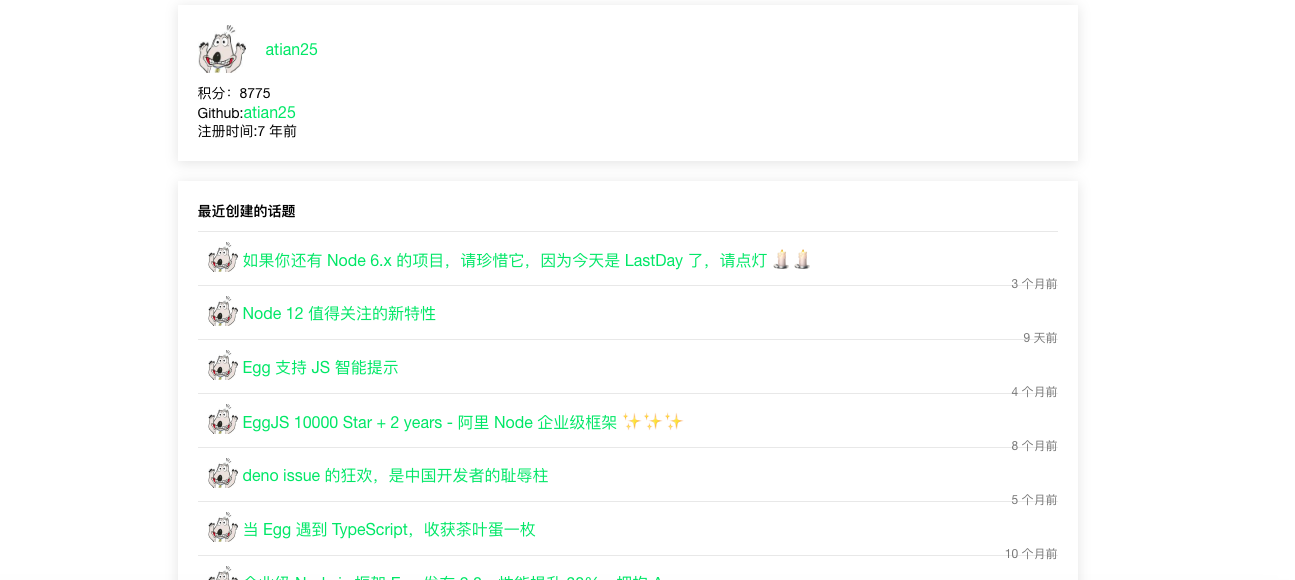 atian25
积分：8775
Github:atian25
注册时间:7 年前
最近创建的话题
如果你还有 Node 6.x 的项目，请珍惜它，因为今天是 LastDay 了，请点灯🕯🕯
3 个月前
Node 12 值得关注的新特性
9 天前
Egg 支持 JS 智能提示
4 个月前
EggJS 10000 Star + 2 years - 阿里 Node 企业级框架 ✨✨✨
8 个月前
deno issue 的狂欢，是中国开发者的耻辱柱
5 个月前
当 Egg 遇到 TypeScript，收获茶叶蛋一枚
10 个月前